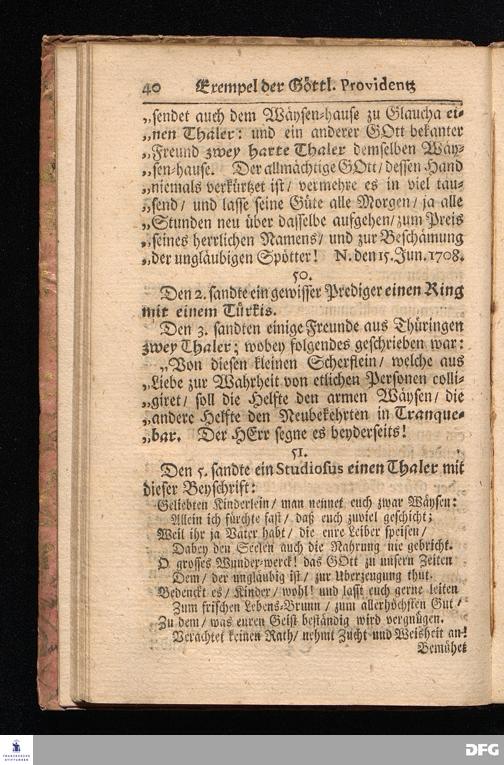 40 Exempel der Göttl. Providentz
„sendet auch dem Wäysen-hause zu Glaucha ei-
„nen Thaler: und ein anderer GOtt bekanter
„Freund zwey harte Thaler demselben Wäy-
„sen-hause. Der allmächtige GOtt/ dessen Hand
„niemals verkürtzet ist/ vermehre es in viel tau-
„send/ und lasse seine Güte alle Morgen/ ja alle
„Stunden neu über dasselbe aufgehen/ zum Preis
„seines herrlichen Namens/ und zur Beschämung
„der ungläubigen Spötter! N. den 15. Jun. 1708.
50.
Den 2. sandte ein gewisser Prediger einen Ring
mit einem Türkis.
Den 3. sandten einige Freunde aus Thüringen
zwey Thaler; wobey folgendes geschrieben war:
„Von diesen kleinen Scherflein/ welche aus
„Liebe zur Wahrheit von etlichen Personen colli-
„giret/ soll die Helfte den armen Wäysen/ die
„andere Helfte den Neubekehrten in Tranque-
„bar. Der HErr segne es beyderseits!
51.
Den 5. sandte ein Studiosus einen Thaler mit
dieser Beyschrift:
Geliebten Kinderlein/ man nennet euch zwar Wäysen:
Allein ich fürchte fast/ daß euch zuviel geschicht;
Weil ihr ja Väter habt/ die eure Leiber speisen/
Dabey den Seelen auch die Nahrung nie gebricht.
O grosses Wunder-werck! das GOtt zu unsern Zeiten
Dem/ der ungläubig ist/ zur Uberzeugung thut.
Bedenckt es/ Kinder/ wohl! und lasst euch gerne leiten
Zum frischen Lebens-Brunn/ zum allerhöchsten Gut/
Zu dem/ was euren Geist beständig wird vergnügen.
Verachtet keinen Rath/ nehmt Zucht und Weisheit an!
Bemühet
FRANCKESCHE STIFTUNGEN
DFG